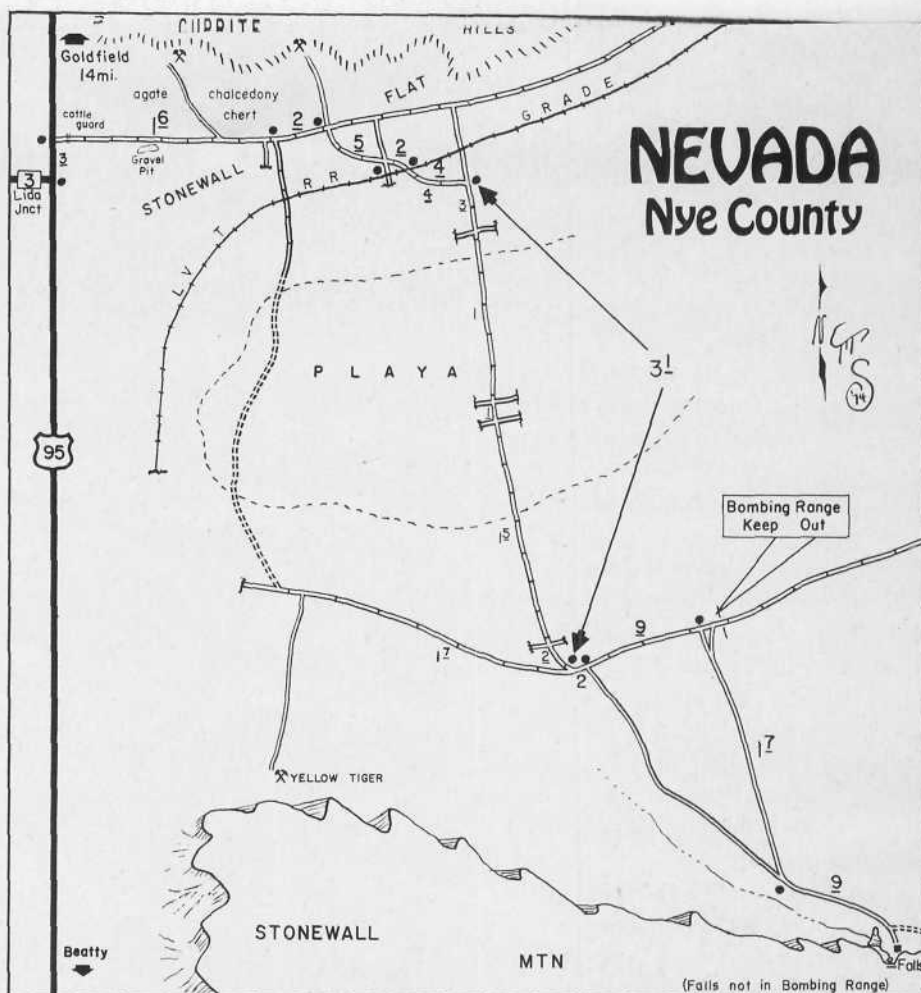 CUPRITE
HILLS
Goldfield
14mi.
agate
chalcedony
chert
FLAT
GRADE
cattle
guard
1 6
2
Gravel
Pit
5
2
4
4
3
3
Lida
Jnct
STONEWALL
L V T R R
3
NEVADA
Nye County
N
1
3 1
PLAYA
'74
1
95
Bombing Range
Keep Out
1 5
9
2
1 7
2
1 7
YELLOW TIGER
9
STONEWALL
MTN
Beatty
Falls
(Falls not in Bombing Range)